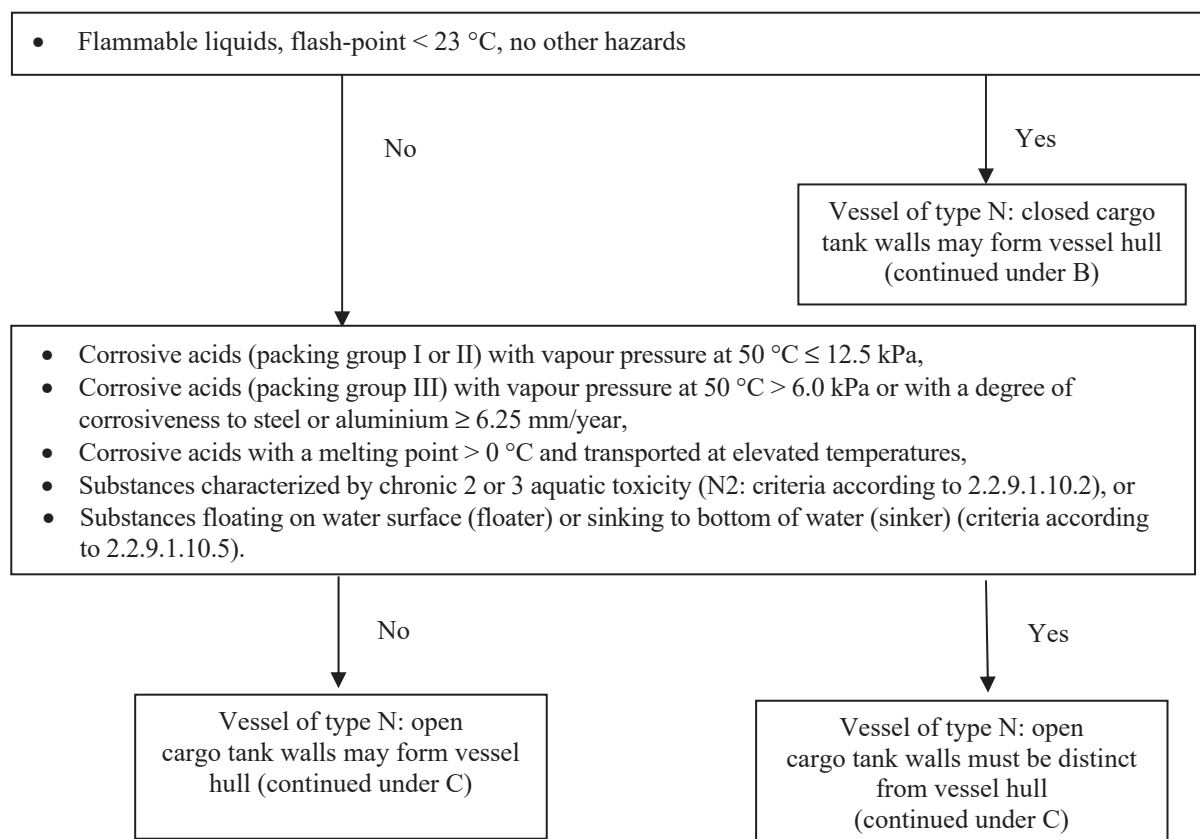 • Flammable liquids, flash-point < 23 °C, no other hazards
No
Yes
Vessel of type N: closed cargo
tank walls may form vessel hull
(continued under B)
• Corrosive acids (packing group I or II) with vapour pressure at 50 °C ≤ 12.5 kPa,
• Corrosive acids (packing group III) with vapour pressure at 50 °C > 6.0 kPa or with a degree of
corrosiveness to steel or aluminium ≥ 6.25 mm/year,
• Corrosive acids with a melting point > 0 °C and transported at elevated temperatures,
• Substances characterized by chronic 2 or 3 aquatic toxicity (N2: criteria according to 2.2.9.1.10.2), or
• Substances floating on water surface (floater) or sinking to bottom of water (sinker) (criteria according
to 2.2.9.1.10.5).
No
Yes
Vessel of type N: open
cargo tank walls may form vessel
hull (continued under C)
Vessel of type N: open
cargo tank walls must be distinct
from vessel hull
(continued under C)